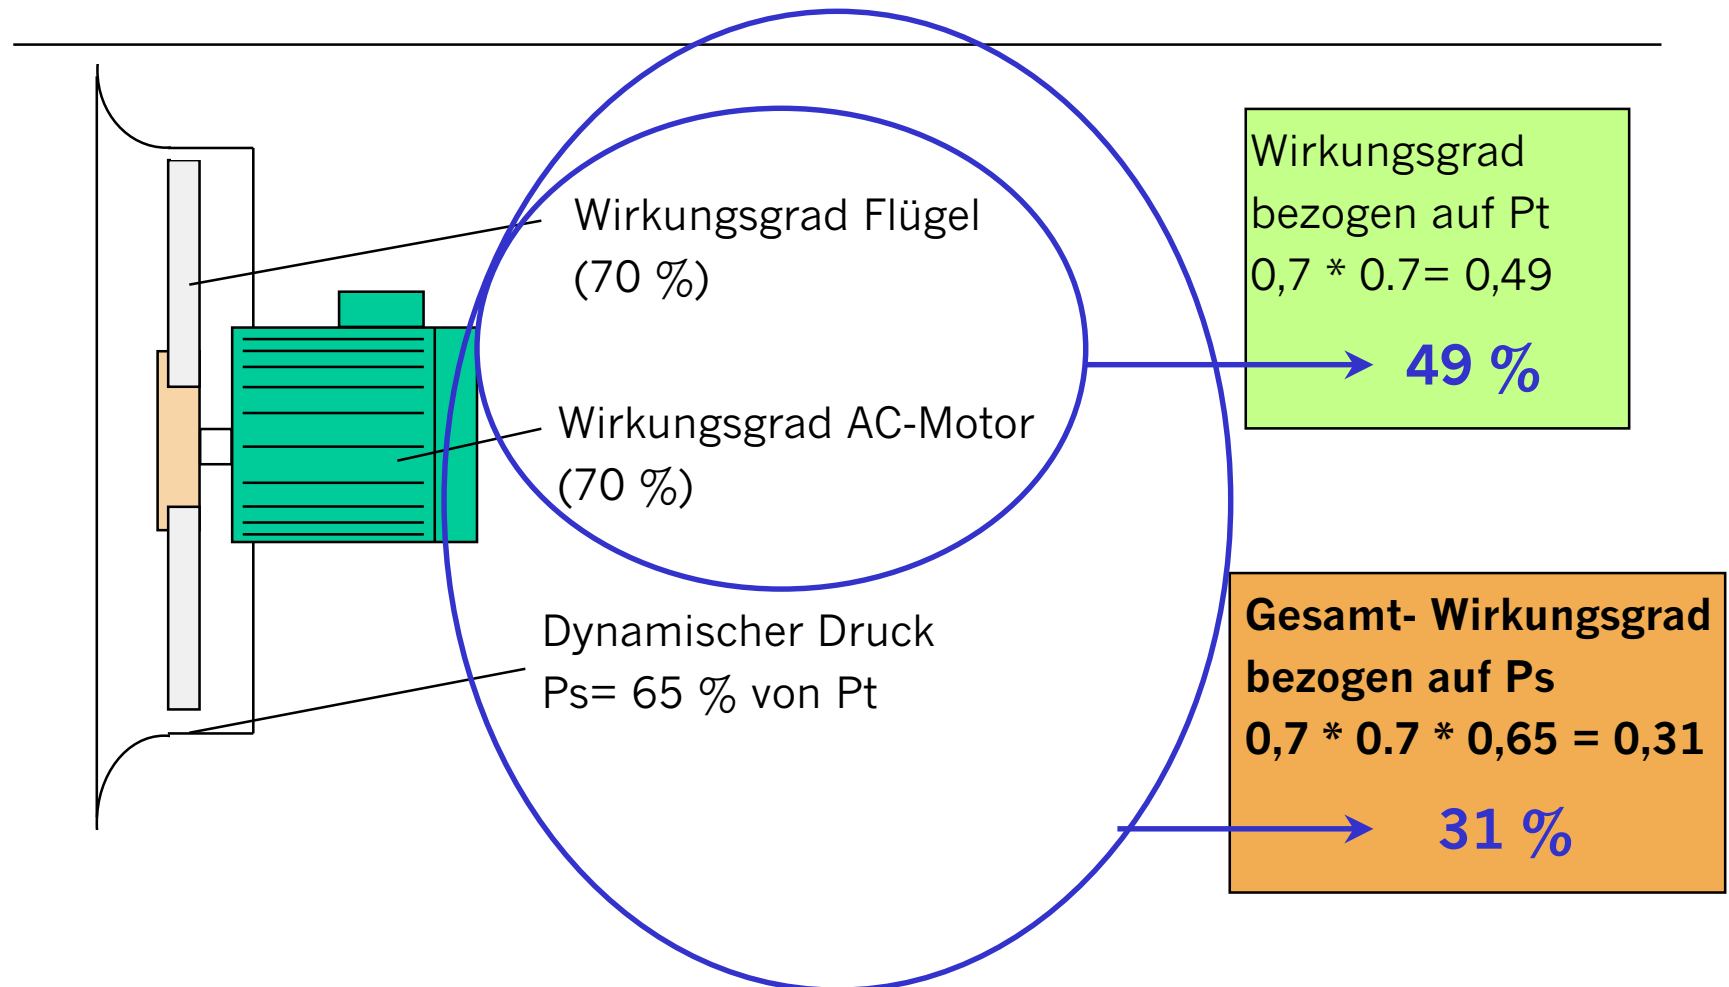 Wirkungsgrad Flügel
(70 %)
Wirkungsgrad AC-Motor
(70 %)
Dynamischer Druck
Ps= 65 % von Pt
Wirkungsgrad
bezogen auf Pt
0,7 * 0.7= 0,49
49 %
Gesamt- Wirkungsgrad
bezogen auf Ps
0,7 * 0.7 * 0,65 = 0,31
31 %